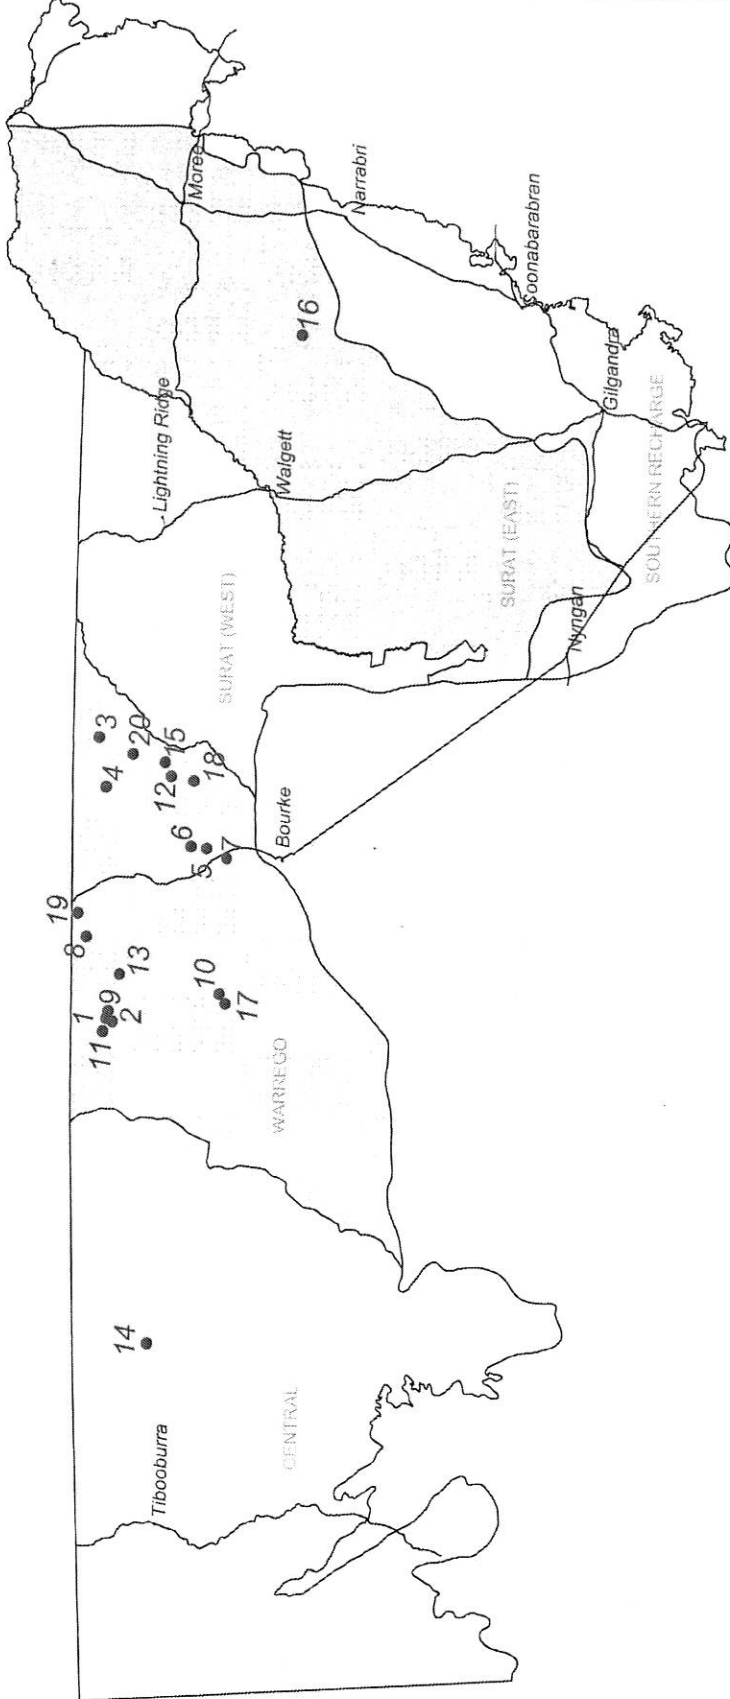 Tibooburra
CENTRAL
14
WARREGO
11
1
9
2
13
8
19
10
17
Bourke
7
5
6
4
3
20
12
15
18
SURAT (WEST)
Lightning Ridge
Walgett
SURAT (EAST)
Nyngan
16
Moree
Narrabri
Coonabarabran
Gilgandra
SOUTHERN RECHARGE